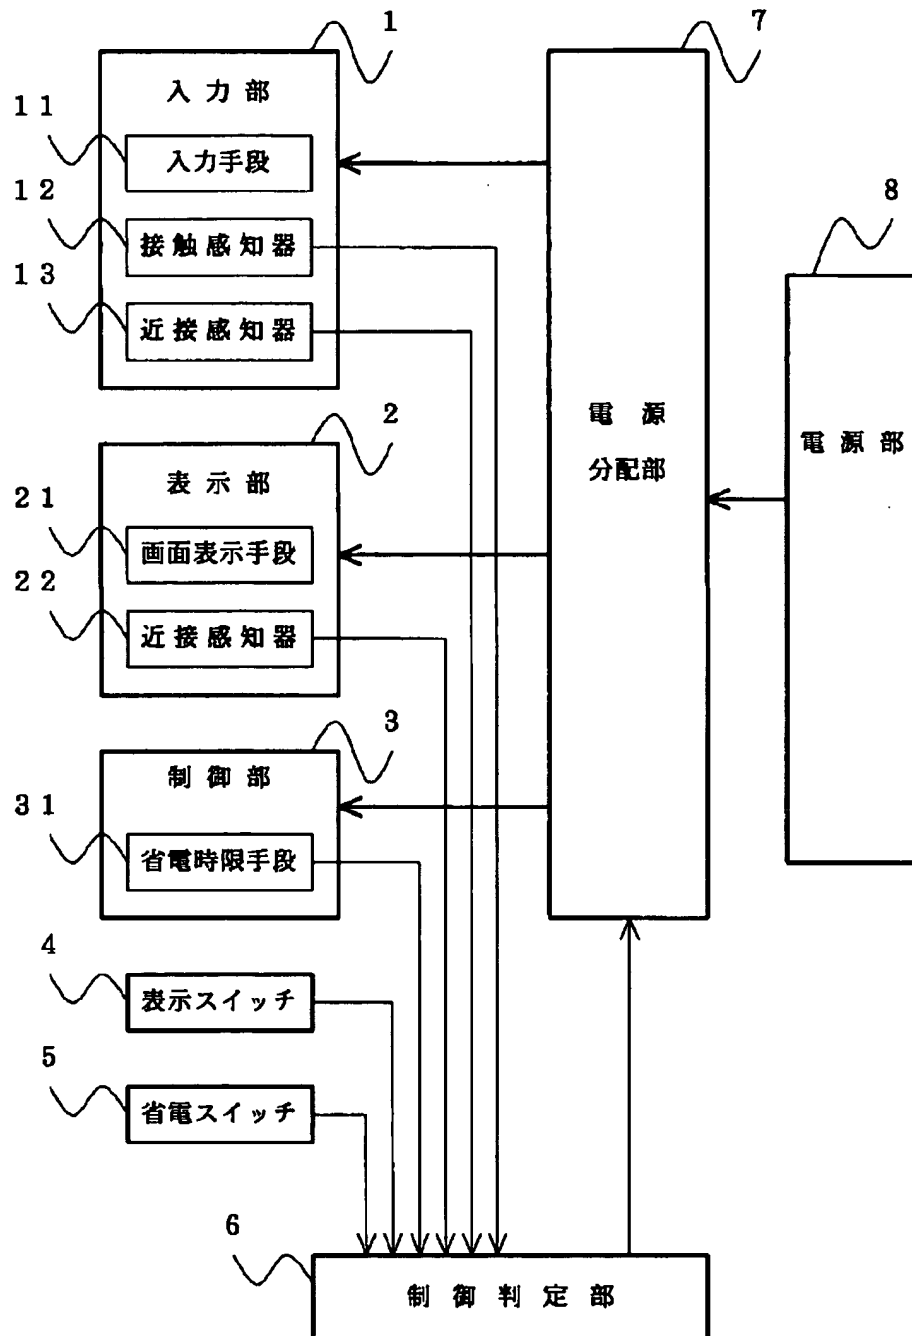 1
入力部
11
入力手段
12
接触感知器
13
近接感知器
2
表示部
21
画面表示手段
22
近接感知器
3
制御部
31
省電時限手段
4
表示スイッチ
5
省電スイッチ
6
制御判定部
7
電源
分配部
8
電源部